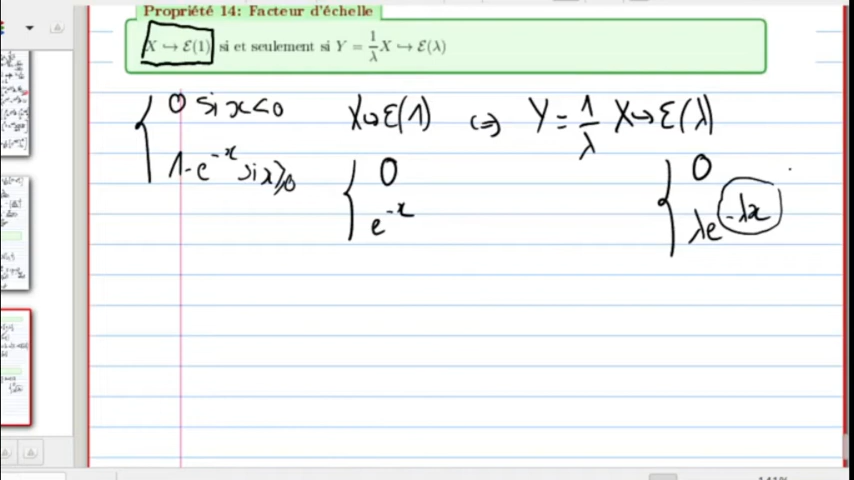 Propriété 14: Facteur d'échelle
X ↪ ℰ(1) si et seulement si Y = 1/λ X ↪ ℰ(λ)
{ 0 si x<0
X ↪ ℰ(1) ⇔ Y = 1/λ X ↪ ℰ(λ)
1-e^-x si x≥0
{ 0
e^-x
{ 0
λe^-λx